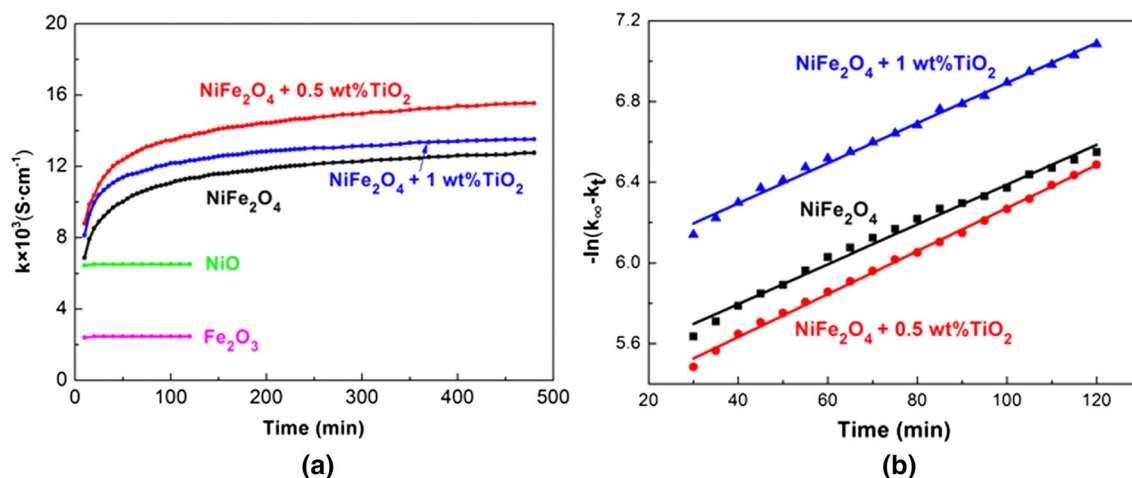 20
16
12
8
4
0
k×10³(S·cm⁻¹)
NiFe₂O₄ + 0.5 wt%TiO₂
NiFe₂O₄ + 1 wt%TiO₂
NiFe₂O₄
NiO
Fe₂O₃
0 100 200 300 400 500
Time (min)
(a)
7.2
6.8
6.4
6.0
5.6
-ln(k∞-kt)
NiFe₂O₄ + 1 wt%TiO₂
NiFe₂O₄
NiFe₂O₄ + 0.5 wt%TiO₂
20 40 60 80 100 120
Time (min)
(b)